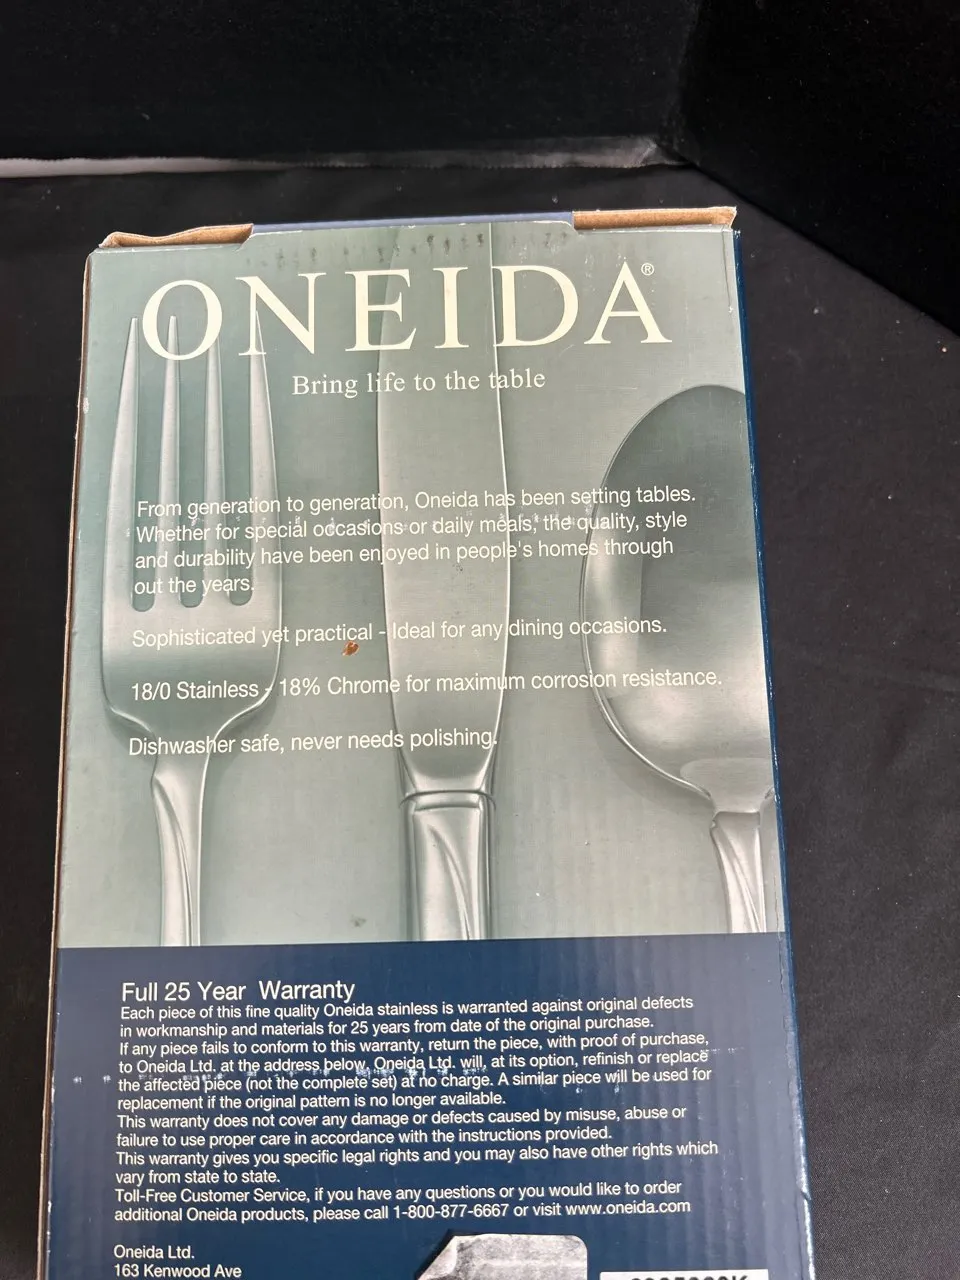 ONEIDA®
Bring life to the table
From generation to generation, Oneida has been setting tables.
Whether for special occasions or daily meals, the quality, style
and durability have been enjoyed in people's homes through
out the years.
Sophisticated yet practical - Ideal for any dining occasions.
18/0 Stainless - 18% Chrome for maximum corrosion resistance.
Dishwasher safe, never needs polishing.
Full 25 Year Warranty
Each piece of this fine quality Oneida stainless is warranted against original defects
in workmanship and materials for 25 years from date of the original purchase.
If any piece fails to conform to this warranty, return the piece, with proof of purchase,
to Oneida Ltd. at the address below. Oneida Ltd. will, at its option, refinish or replace
the affected piece (not the complete set) at no charge. A similar piece will be used for
replacement if the original pattern is no longer available.
This warranty does not cover any damage or defects caused by misuse, abuse or
failure to use proper care in accordance with the instructions provided.
This warranty gives you specific legal rights and you may also have other rights which
vary from state to state.
Toll-Free Customer Service, if you have any questions or you would like to order
additional Oneida products, please call 1-800-877-6667 or visit www.oneida.com
Oneida Ltd.
163 Kenwood Ave